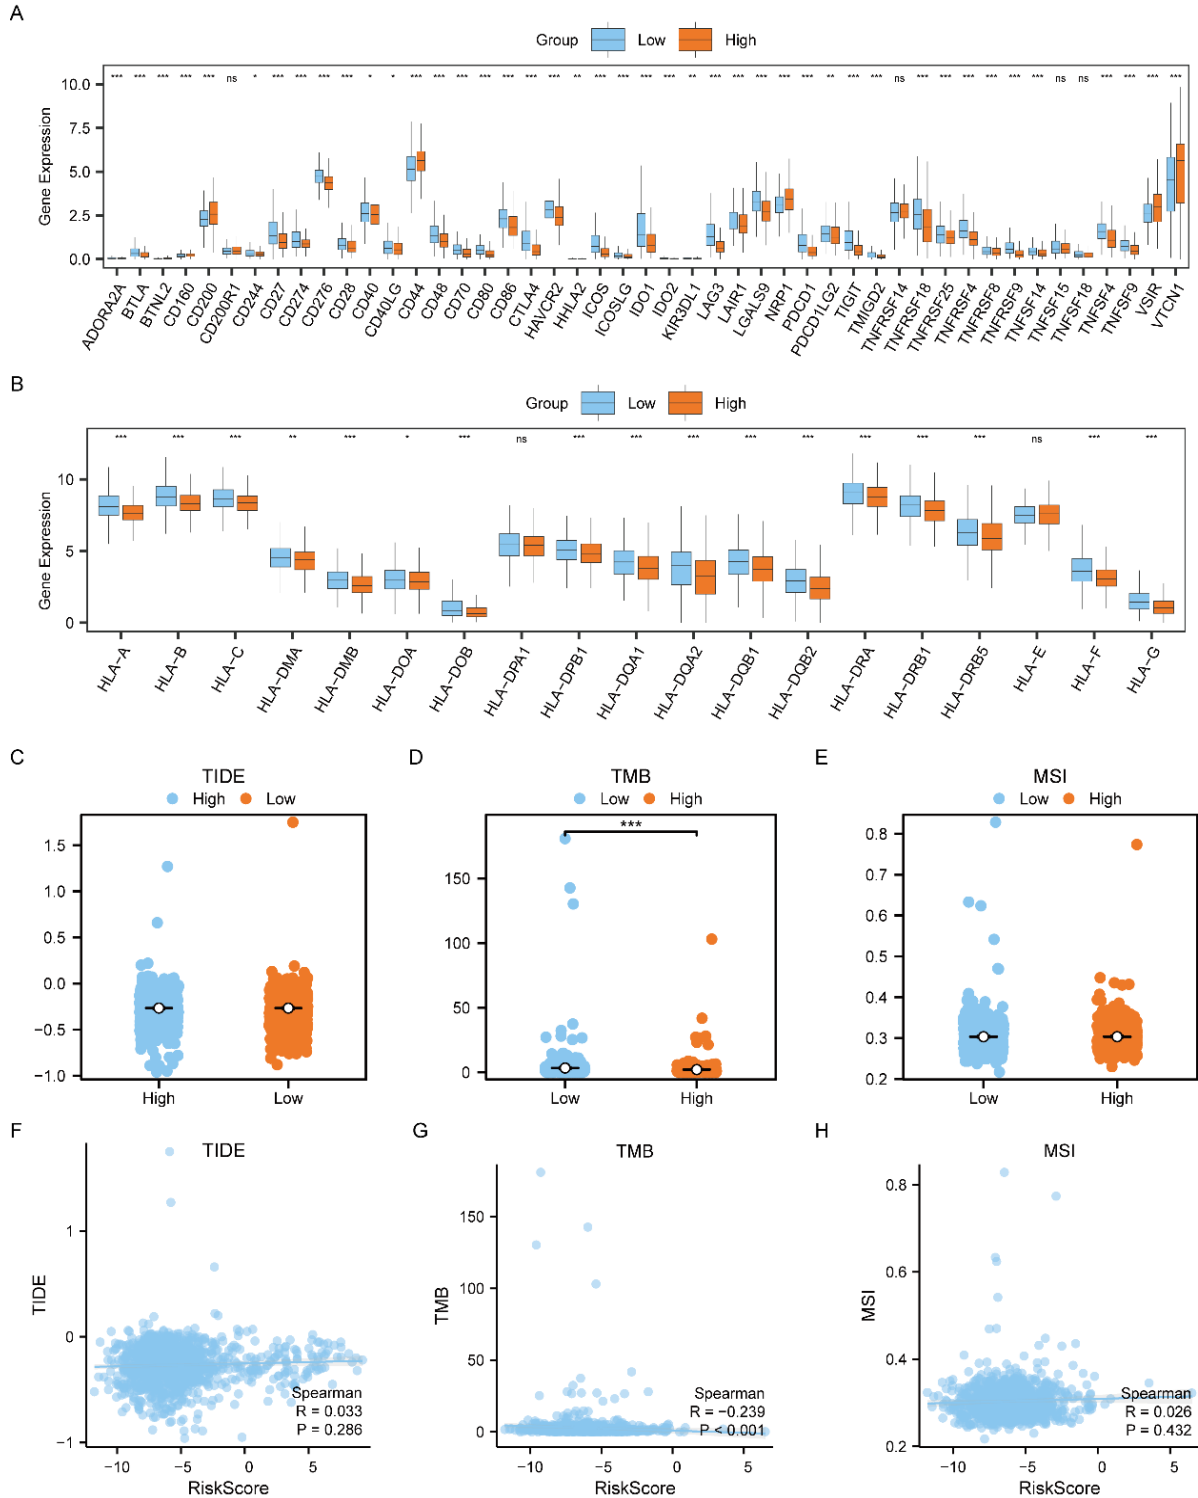 A
Group Low High
*** *** *** *** *** ns * *** *** *** *** * * *** *** *** *** *** *** *** ** *** *** *** *** ** *** *** *** *** *** ** *** *** ns *** *** *** *** *** *** ns ns *** *** *** ***
Gene Expression
10.0
7.5
5.0
2.5
0.0
ADORA2A BTLA BTNL2 CD160 CD200 CD200R1 CD244 CD27 CD274 CD276 CD28 CD40 CD40LG CD44 CD48 CD70 CD80 CD86 CTLA4 HAVCR2 HHLA2 ICOS ICOSLG IDO1 IDO2 KIR3DL1 LAG3 LAIR1 LGALS9 NRP1 PDCD1 PDCD1LG2 TIGIT TMIGD2 TNFRSF14 TNFRSF18 TNFRSF25 TNFRSF4 TNFRSF8 TNFRSF9 TNFSF14 TNFSF15 TNFSF18 TNFSF4 TNFSF9 VSIR VTCN1
B
Group Low High
*** *** *** ** *** * *** ns *** *** *** *** *** *** *** *** ns *** ***
Gene Expression
10
5
0
HLA−A HLA−B HLA−C HLA−DMA HLA−DMB HLA−DOA HLA−DOB HLA−DPA1 HLA−DPB1 HLA−DQA1 HLA−DQA2 HLA−DQB1 HLA−DQB2 HLA−DRA HLA−DRB1 HLA−DRB5 HLA−E HLA−F HLA−G
C
TIDE
High Low
1.5
1.0
0.5
0.0
−0.5
−1.0
High Low
D
TMB
Low High
***
150
100
50
0
Low High
E
MSI
Low High
0.8
0.7
0.6
0.5
0.4
0.3
0.2
Low High
F
TIDE
TIDE
1
0
−1
Spearman
R = 0.033
P = 0.286
−10 −5 0 5
RiskScore
G
TMB
TMB
150
100
50
0
Spearman
R = −0.239
P < 0.001
−10 −5 0 5
RiskScore
H
MSI
MSI
0.8
0.6
0.4
0.2
Spearman
R = 0.026
P = 0.432
−10 −5 0 5
RiskScore